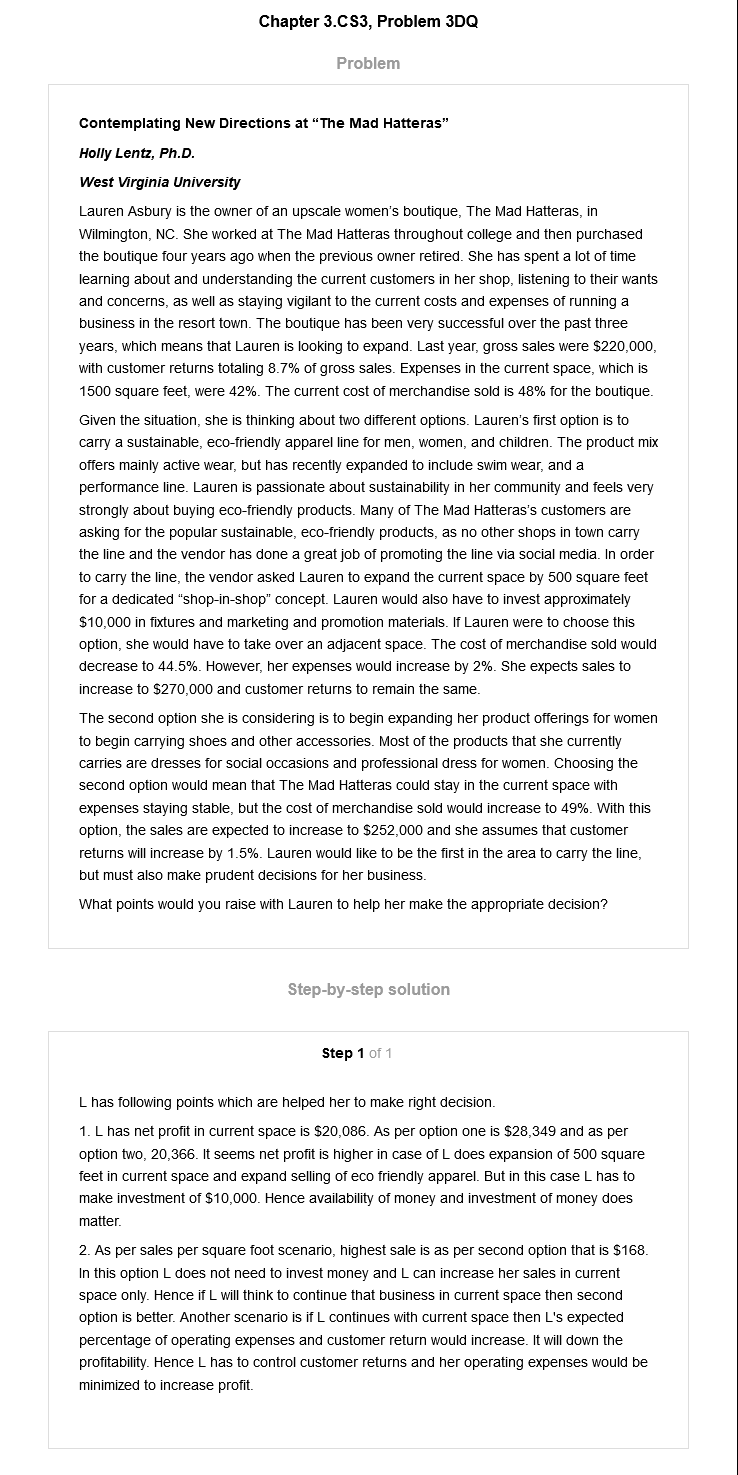 Chapter 3.CS3, Problem 3DQ
Problem
Contemplating New Directions at “The Mad Hatteras”
Holly Lentz, Ph.D.
West Virginia University
Lauren Asbury is the owner of an upscale women’s boutique, The Mad Hatteras, in
Wilmington, NC. She worked at The Mad Hatteras throughout college and then purchased
the boutique four years ago when the previous owner retired. She has spent a lot of time
learning about and understanding the current customers in her shop, listening to their wants
and concerns, as well as staying vigilant to the current costs and expenses of running a
business in the resort town. The boutique has been very successful over the past three
years, which means that Lauren is looking to expand. Last year, gross sales were $220,000,
with customer returns totaling 8.7% of gross sales. Expenses in the current space, which is
1500 square feet, were 42%. The current cost of merchandise sold is 48% for the boutique.
Given the situation, she is thinking about two different options. Lauren’s first option is to
carry a sustainable, eco-friendly apparel line for men, women, and children. The product mix
offers mainly active wear, but has recently expanded to include swim wear, and a
performance line. Lauren is passionate about sustainability in her community and feels very
strongly about buying eco-friendly products. Many of The Mad Hatteras’s customers are
asking for the popular sustainable, eco-friendly products, as no other shops in town carry
the line and the vendor has done a great job of promoting the line via social media. In order
to carry the line, the vendor asked Lauren to expand the current space by 500 square feet
for a dedicated “shop-in-shop” concept. Lauren would also have to invest approximately
$10,000 in fixtures and marketing and promotion materials. If Lauren were to choose this
option, she would have to take over an adjacent space. The cost of merchandise sold would
decrease to 44.5%. However, her expenses would increase by 2%. She expects sales to
increase to $270,000 and customer returns to remain the same.
The second option she is considering is to begin expanding her product offerings for women
to begin carrying shoes and other accessories. Most of the products that she currently
carries are dresses for social occasions and professional dress for women. Choosing the
second option would mean that The Mad Hatteras could stay in the current space with
expenses staying stable, but the cost of merchandise sold would increase to 49%. With this
option, the sales are expected to increase to $252,000 and she assumes that customer
returns will increase by 1.5%. Lauren would like to be the first in the area to carry the line,
but must also make prudent decisions for her business.
What points would you raise with Lauren to help her make the appropriate decision?
Step-by-step solution
Step 1 of 1
L has following points which are helped her to make right decision.
1. L has net profit in current space is $20,086. As per option one is $28,349 and as per
option two, 20,366. It seems net profit is higher in case of L does expansion of 500 square
feet in current space and expand selling of eco friendly apparel. But in this case L has to
make investment of $10,000. Hence availability of money and investment of money does
matter.
2. As per sales per square foot scenario, highest sale is as per second option that is $168.
In this option L does not need to invest money and L can increase her sales in current
space only. Hence if L will think to continue that business in current space then second
option is better. Another scenario is if L continues with current space then L's expected
percentage of operating expenses and customer return would increase. It will down the
profitability. Hence L has to control customer returns and her operating expenses would be
minimized to increase profit.